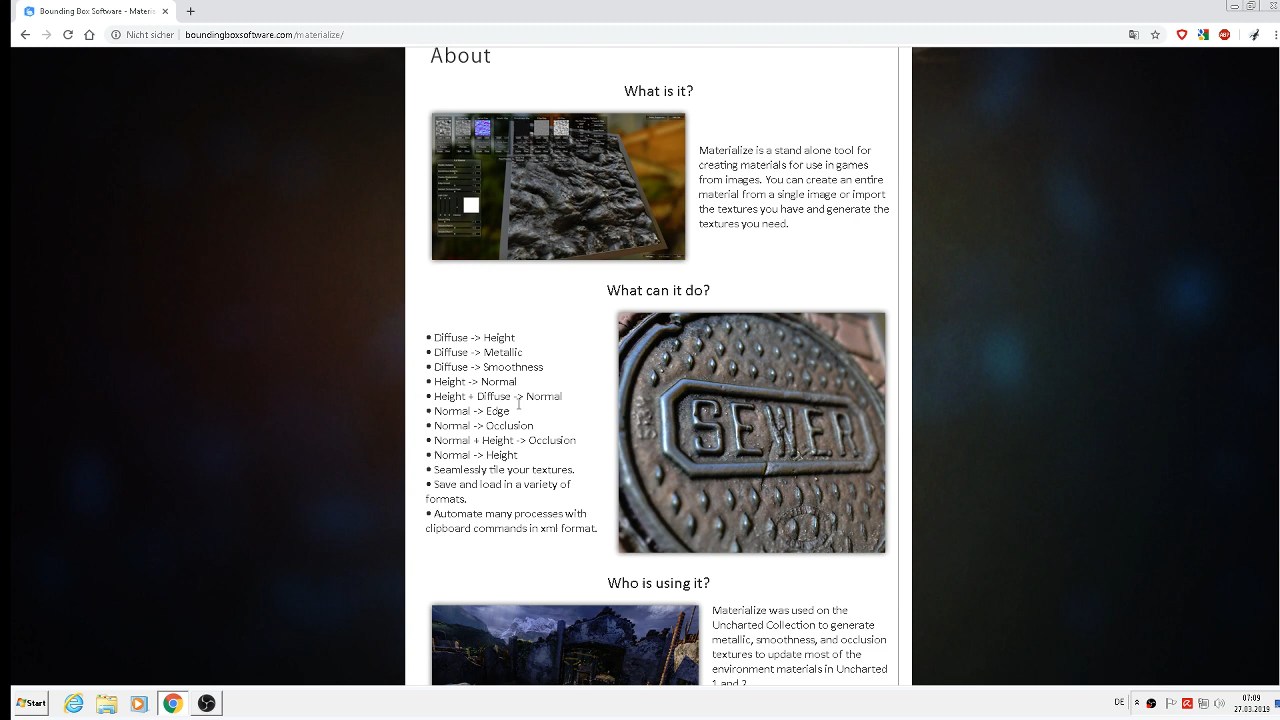 Bounding Box Software - Materi
Nicht sicher
boundingboxsoftware.com/materialize/
About
What is it?
Materialize is a stand alone tool for
creating materials for use in games
from images. You can create an entire
material from a single image or import
the textures you have and generate the
textures you need.
What can it do?
• Diffuse -> Height
• Diffuse -> Metallic
• Diffuse -> Smoothness
• Height -> Normal
• Height + Diffuse -> Normal
• Normal -> Edge
• Normal -> Occlusion
• Normal + Height -> Occlusion
• Normal -> Height
• Seamlessly tile your textures.
• Save and load in a variety of
formats.
• Automate many processes with
clipboard commands in xml format.
SEWER
Who is using it?
Materialize was used on the
Uncharted Collection to generate
metallic, smoothness, and occlusion
textures to update most of the
environment materials in Uncharted
1 and 2
Start
DE
07:09
27.03.2019